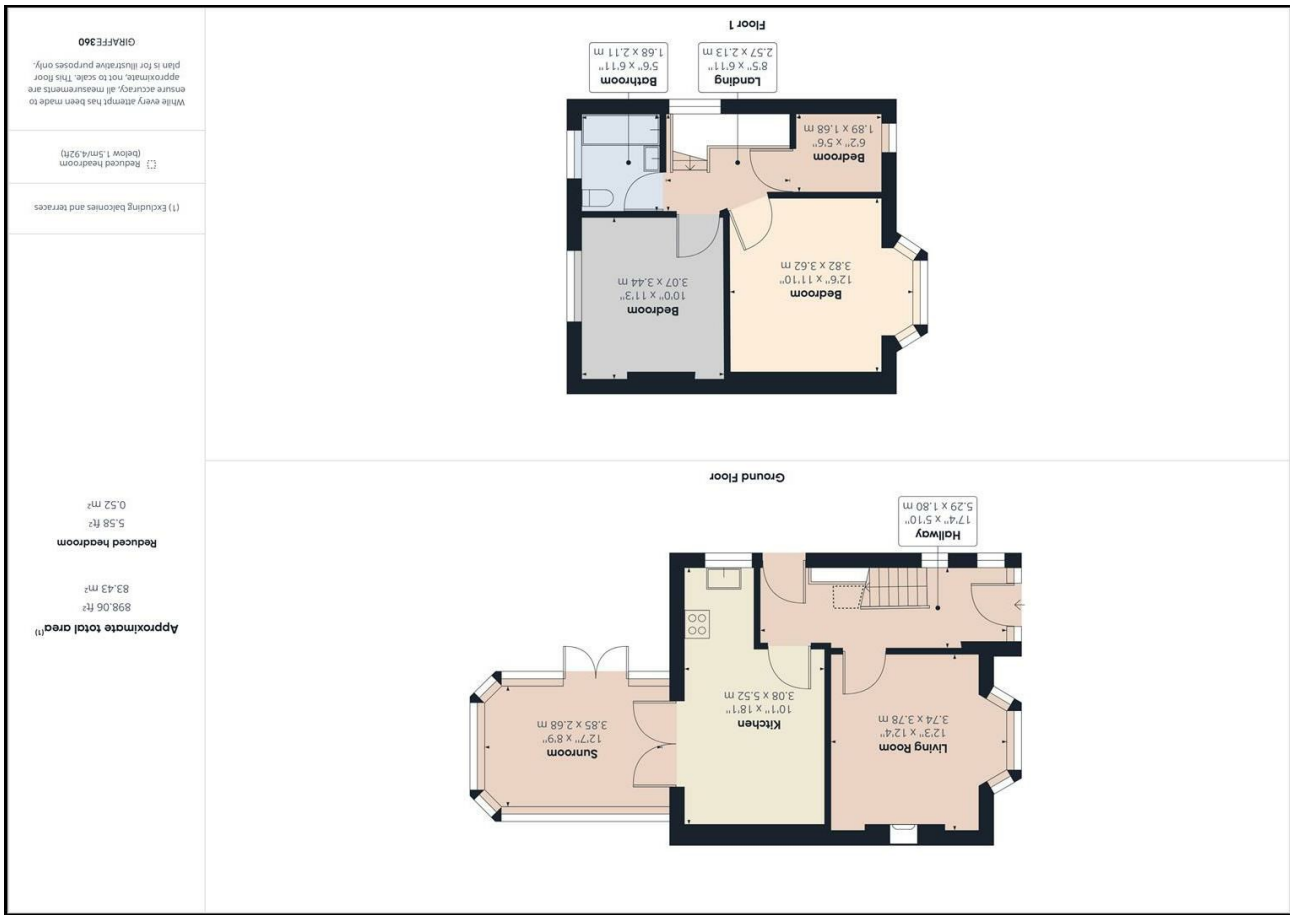 Living Room
12'3" x 12'4"
3.74 x 3.78 m
Kitchen
10'1" x 18'1"
3.08 x 5.52 m
Sunroom
12'7" x 8'9"
3.85 x 2.68 m
Hallway
17'4" x 5'10"
5.29 x 1.80 m
Ground Floor
Bedroom
12'6" x 11'10"
3.82 x 3.62 m
Bedroom
10'0" x 11'3"
3.07 x 3.44 m
Bedroom
6'2" x 5'6"
1.89 x 1.68 m
Landing
8'5" x 6'11"
2.57 x 2.13 m
Bathroom
5'6" x 6'11"
1.68 x 2.11 m
Floor 1
Approximate total area(1)
898.06 ft²
83.43 m²
Reduced headroom
5.58 ft²
0.52 m²
(1) Excluding balconies and terraces
Reduced headroom
(below 1.5m/4.92ft)
While every attempt has been made to
ensure accuracy, all measurements are
approximate, not to scale. This floor
plan is for illustrative purposes only.
GIRAFFE360